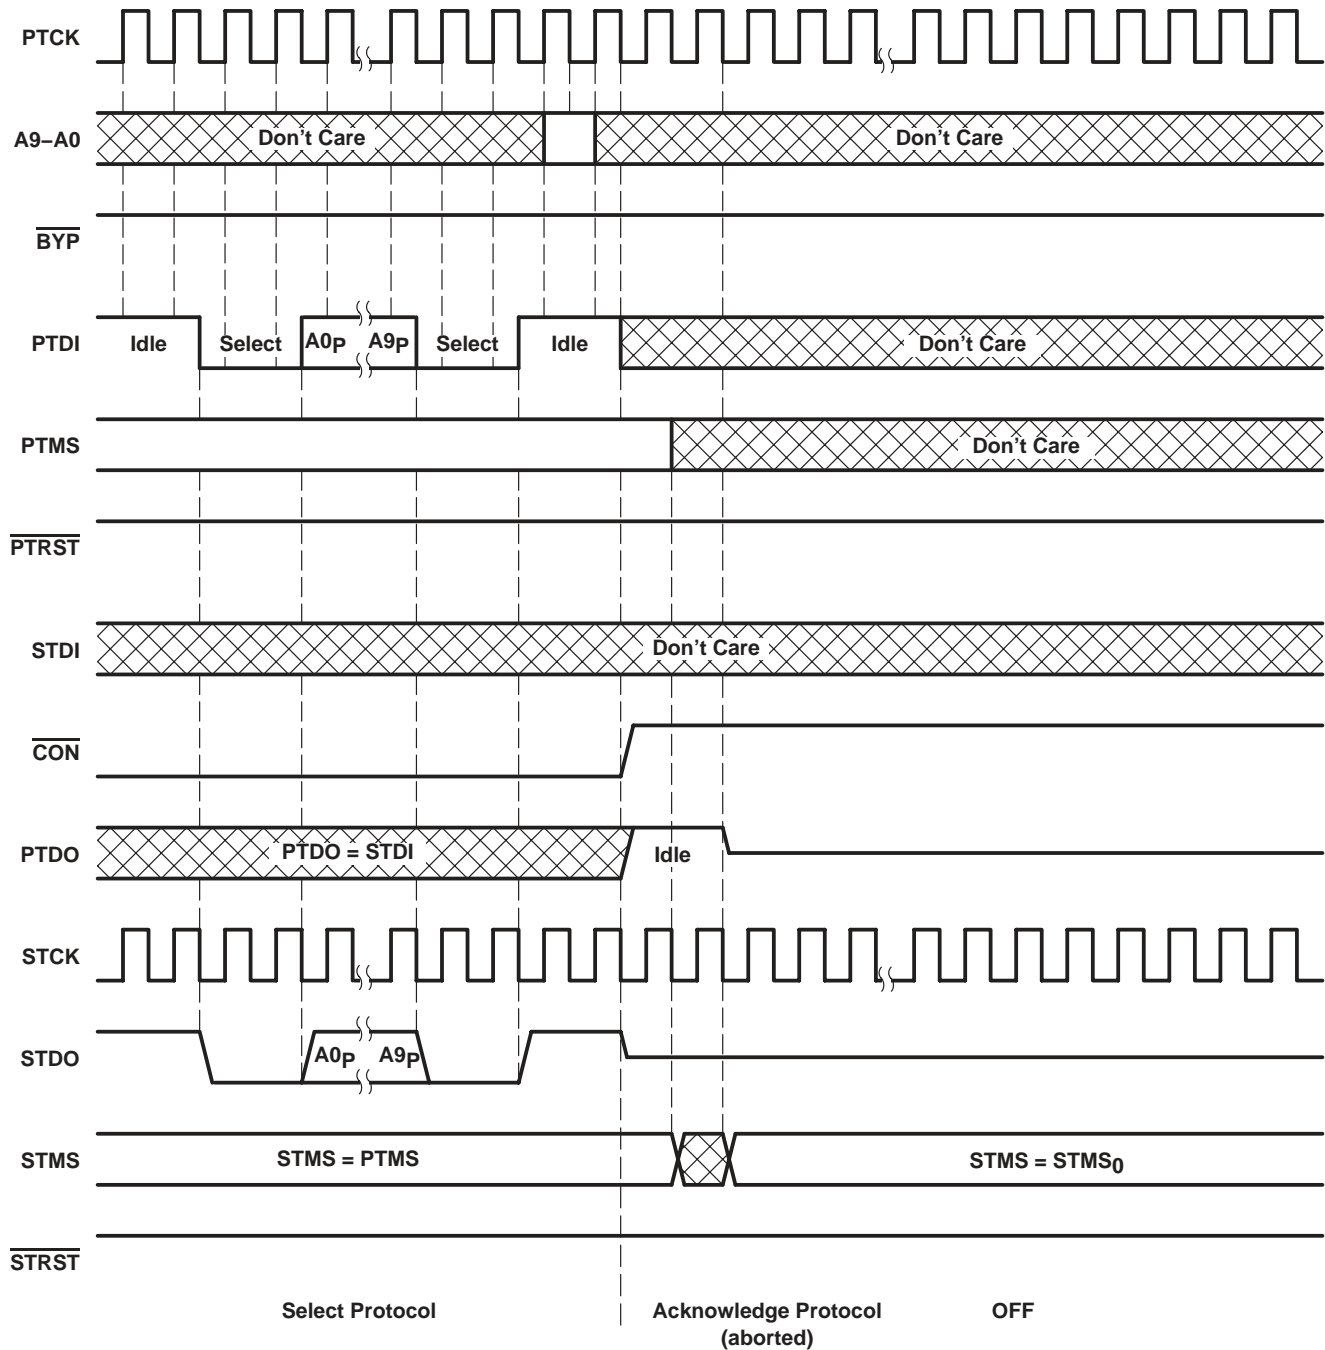 PTCK
A9–A0
Don't Care
Don't Care
BYP
PTDI
Idle
Select
A0P
A9P
Select
Idle
Don't Care
PTMS
Don't Care
PTRST
STDI
Don't Care
CON
PTDO
PTDO = STDI
Idle
STCK
STDO
A0P
A9P
STMS
STMS = PTMS
STMS = STMS0
STRST
Select Protocol
Acknowledge Protocol
(aborted)
OFF